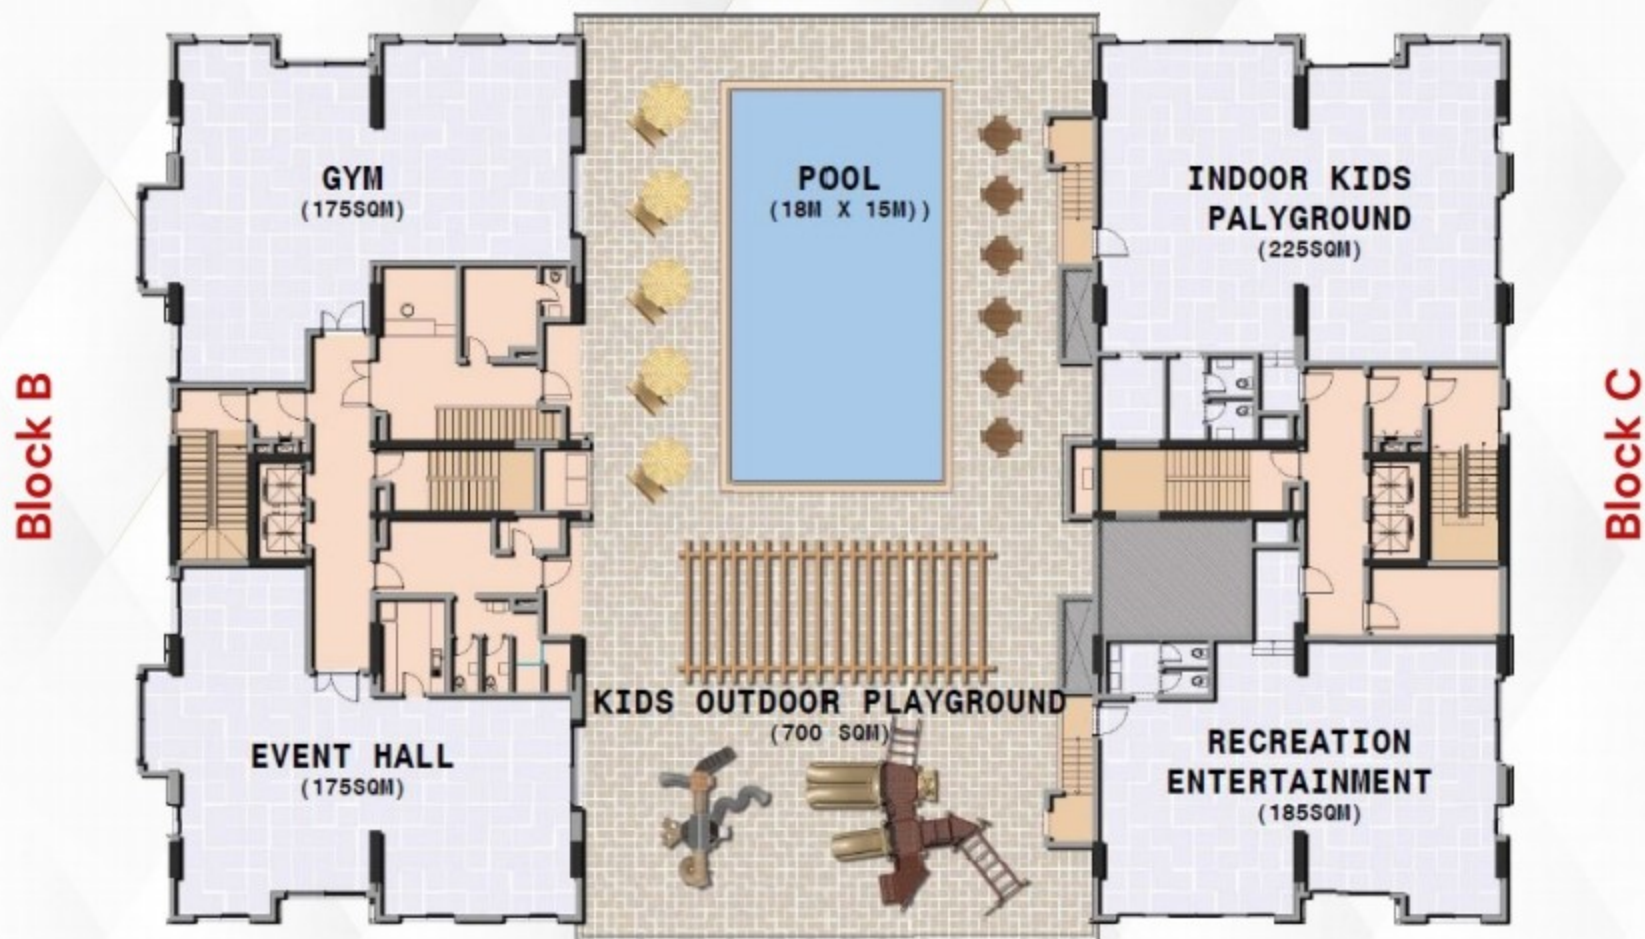 Block B
GYM
(175SQM)
POOL
(18M X 15M))
INDOOR KIDS
PALYGROUND
(225SQM)
Block C
KIDS OUTDOOR PLAYGROUND
(700 SQM)
EVENT HALL
(175SQM)
RECREATION
ENTERTAINMENT
(185SQM)